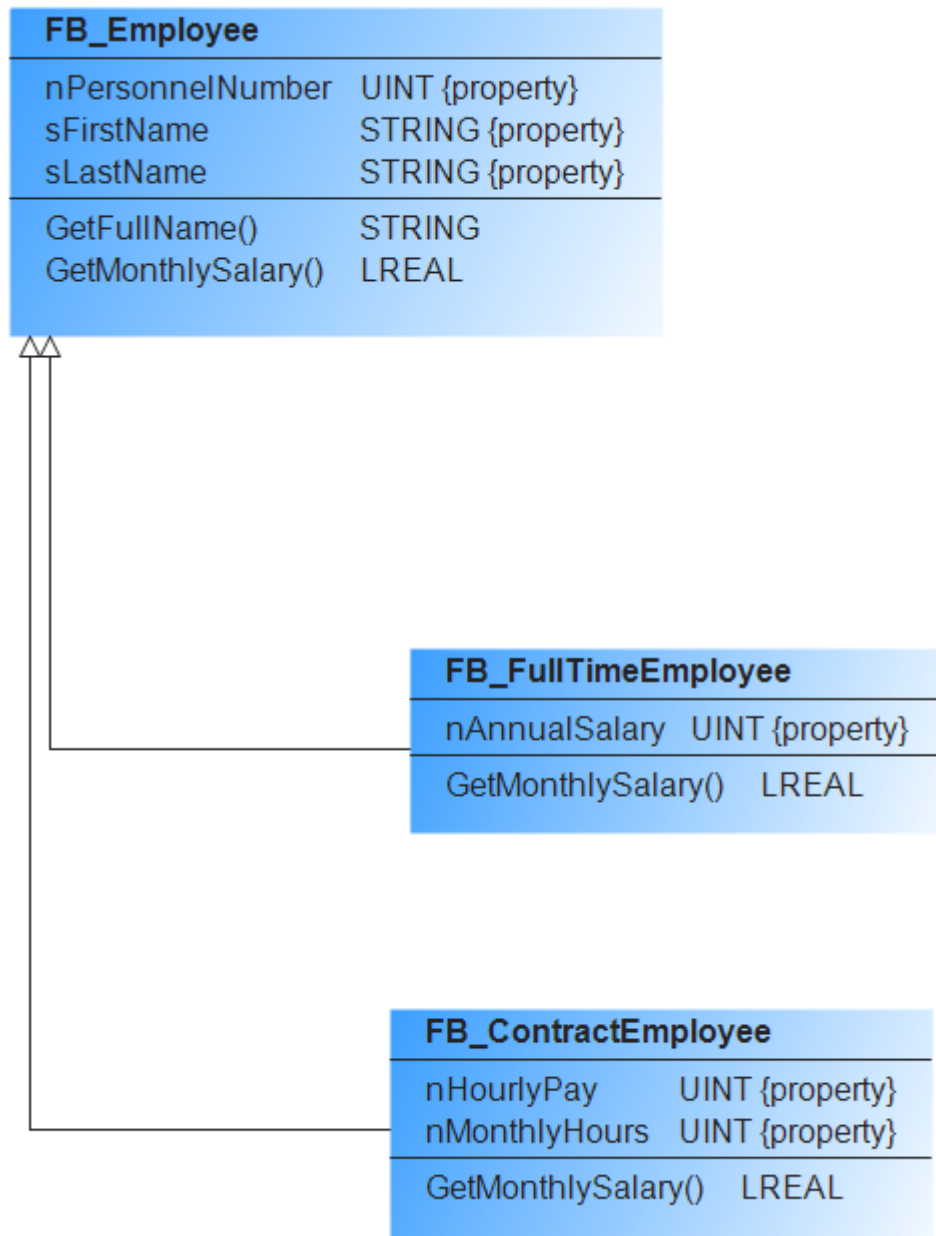 FB_Employee
nPersonnelNumber UINT {property}
sFirstName STRING {property}
sLastName STRING {property}
GetFullName() STRING
GetMonthlySalary() LREAL
FB_FullTimeEmployee
nAnnualSalary UINT {property}
GetMonthlySalary() LREAL
FB_ContractEmployee
nHourlyPay UINT {property}
nMonthlyHours UINT {property}
GetMonthlySalary() LREAL